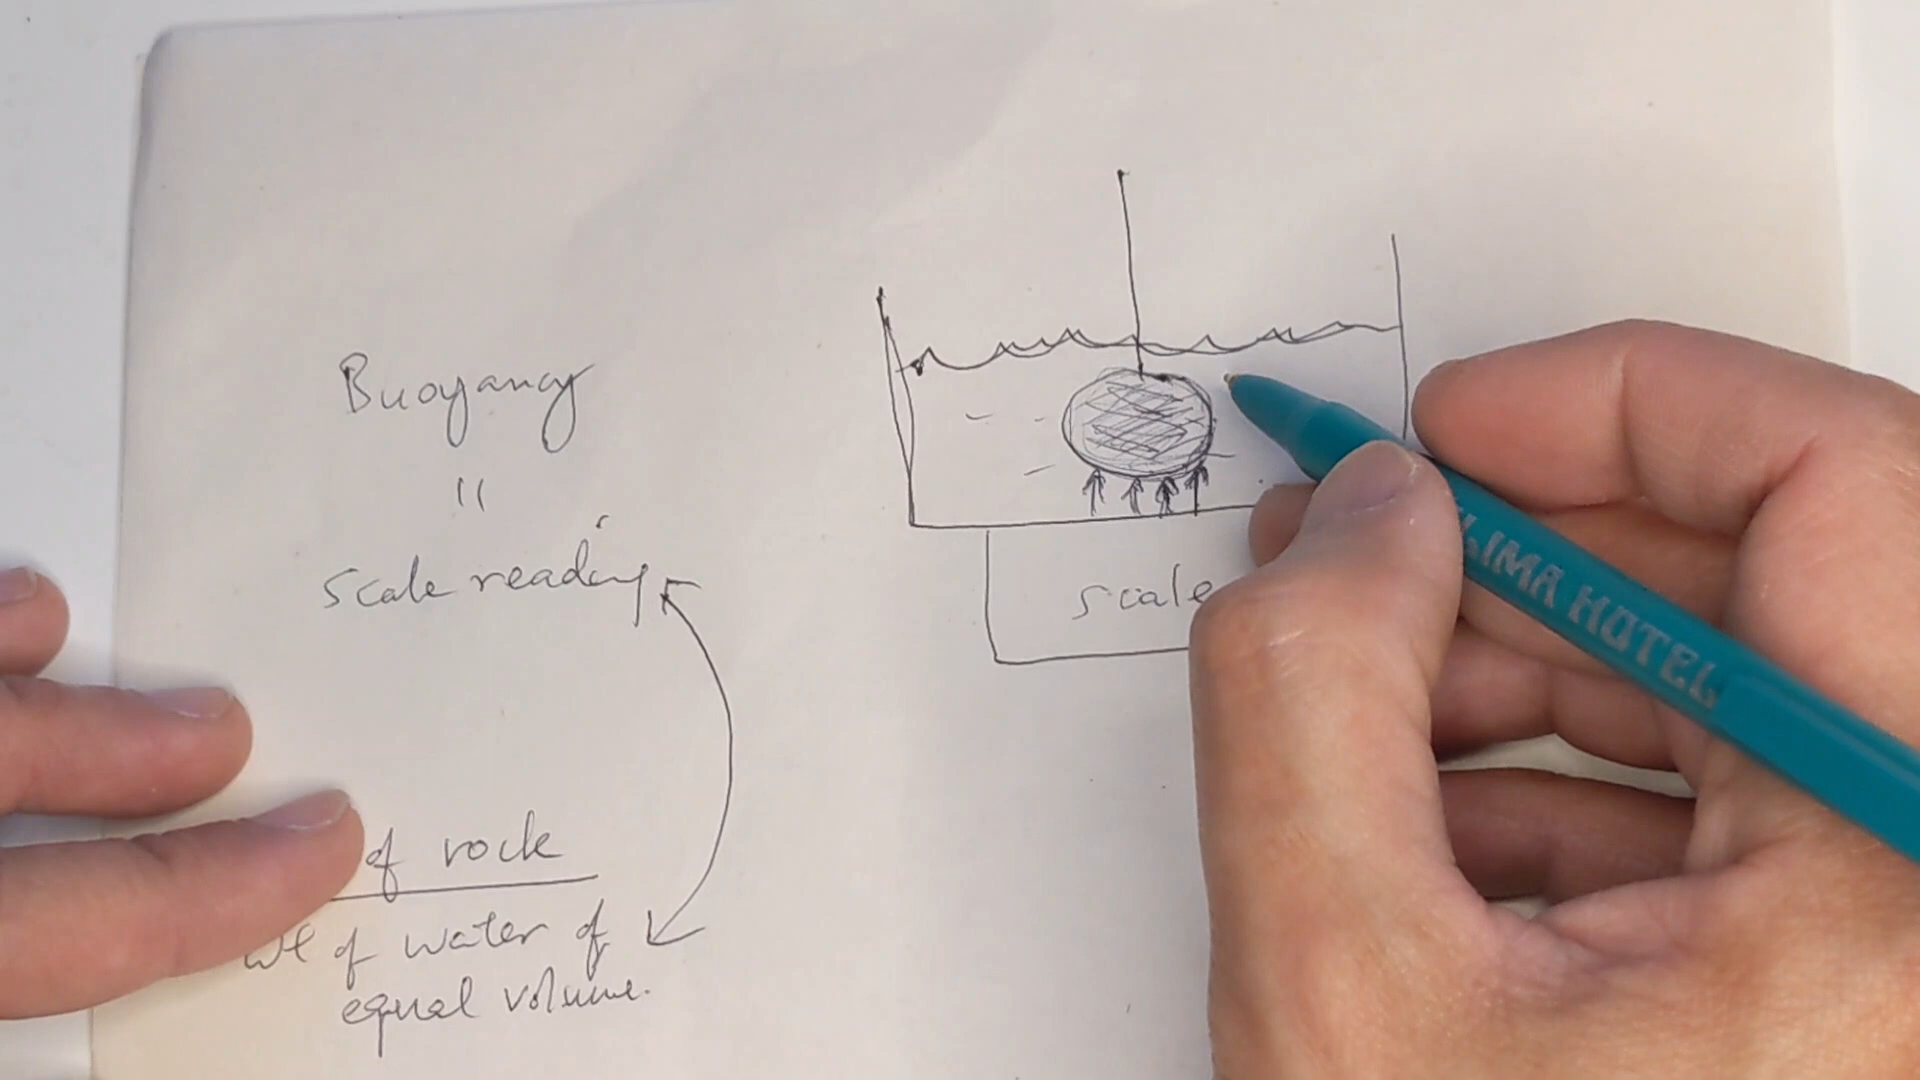 Buoyancy
=
scale reading
of rock
wt of water of
equal volume.
scale
LIMA HOTEL